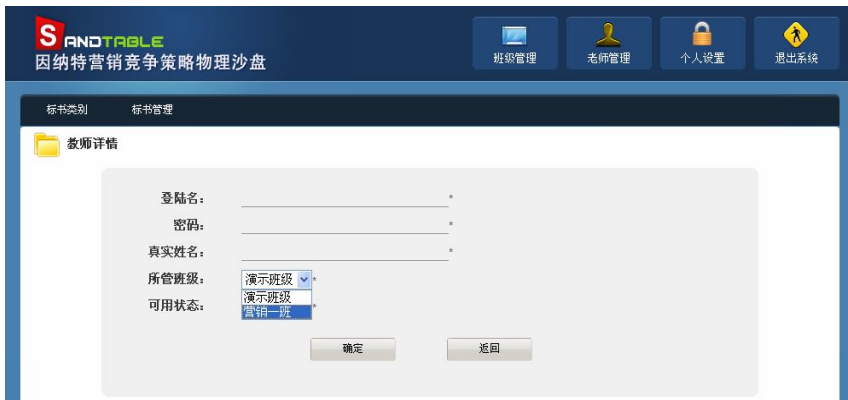 SANDTABLE
因纳特营销竞争策略物理沙盘
班级管理 老师管理 个人设置 退出系统
标书类别 标书管理
教师详情
登陆名： *
密码： *
真实姓名： *
所管班级： 演示班级 *
演示班级
可用状态： 营销一班 *
确定 返回